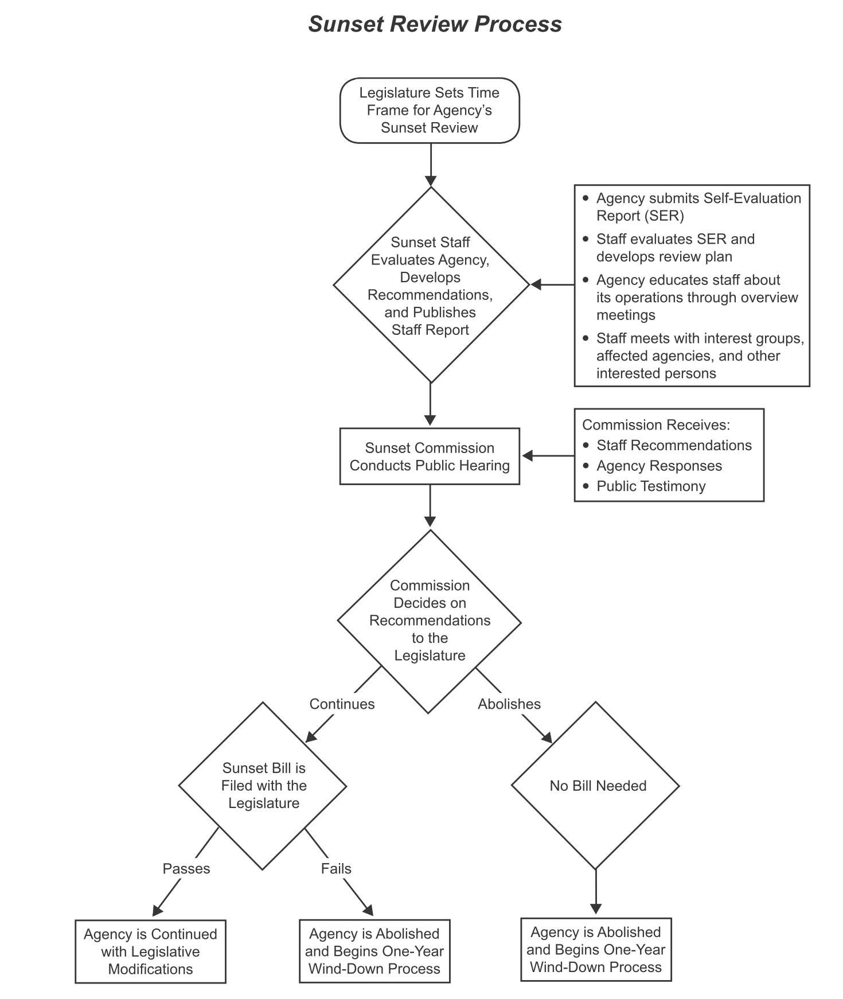 Sunset Review Process
Legislature Sets Time
Frame for Agency’s
Sunset Review
Sunset Staff
Evaluates Agency,
Develops
Recommendations,
and Publishes
Staff Report
• Agency submits Self-Evaluation
Report (SER)
• Staff evaluates SER and
develops review plan
• Agency educates staff about
its operations through overview
meetings
• Staff meets with interest groups,
affected agencies, and other
interested persons
Sunset Commission
Conducts Public Hearing
Commission Receives:
• Staff Recommendations
• Agency Responses
• Public Testimony
Commission
Decides on
Recommendations
to the
Legislature
Continues
Abolishes
Sunset Bill is
Filed with the
Legislature
No Bill Needed
Passes
Fails
Agency is Continued
with Legislative
Modifications
Agency is Abolished
and Begins One-Year
Wind-Down Process
Agency is Abolished
and Begins One-Year
Wind-Down Process